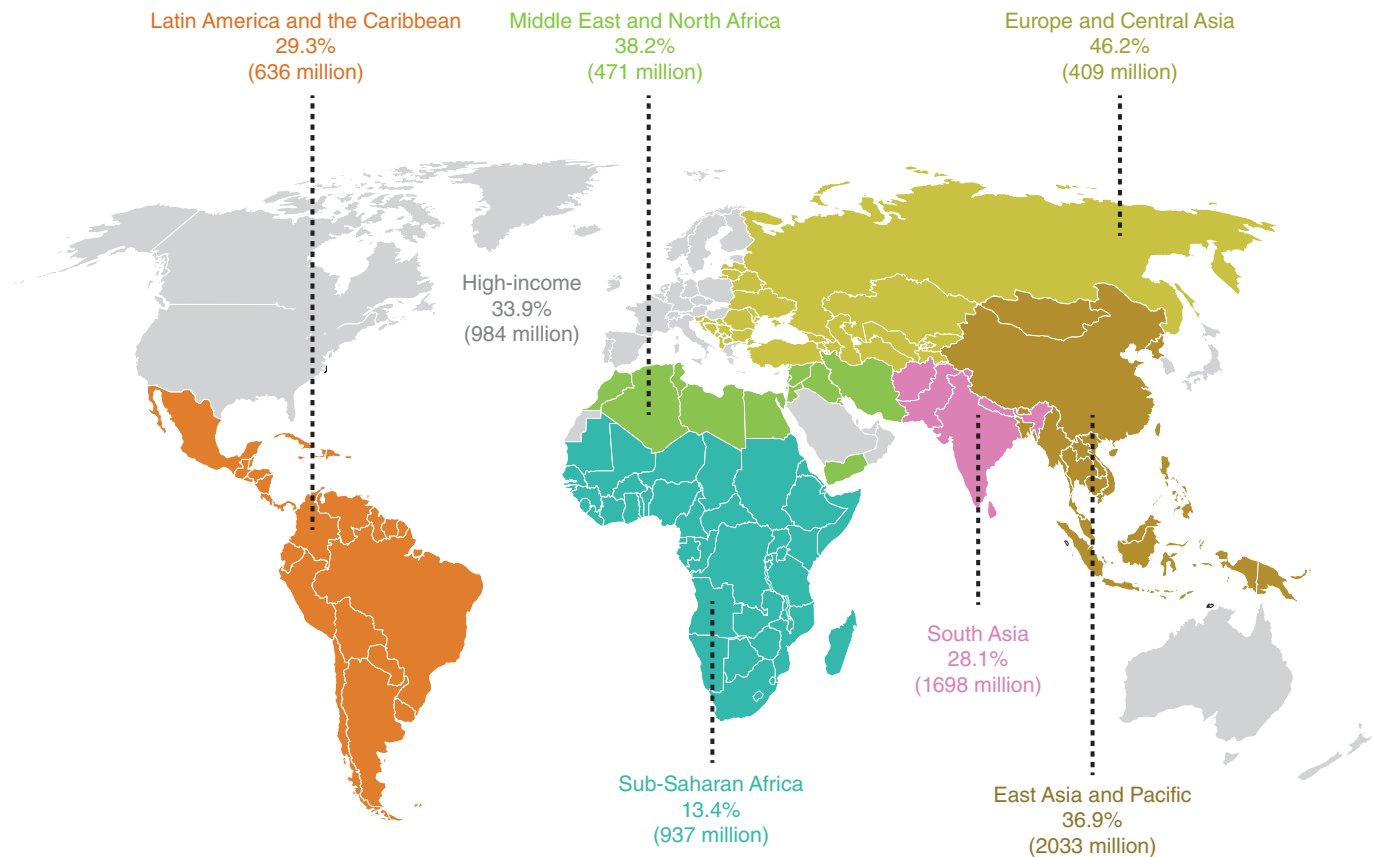 Latin America and the Caribbean
29.3%
(636 million)
Middle East and North Africa
38.2%
(471 million)
Europe and Central Asia
46.2%
(409 million)
High-income
33.9%
(984 million)
South Asia
28.1%
(1698 million)
Sub-Saharan Africa
13.4%
(937 million)
East Asia and Pacific
36.9%
(2033 million)